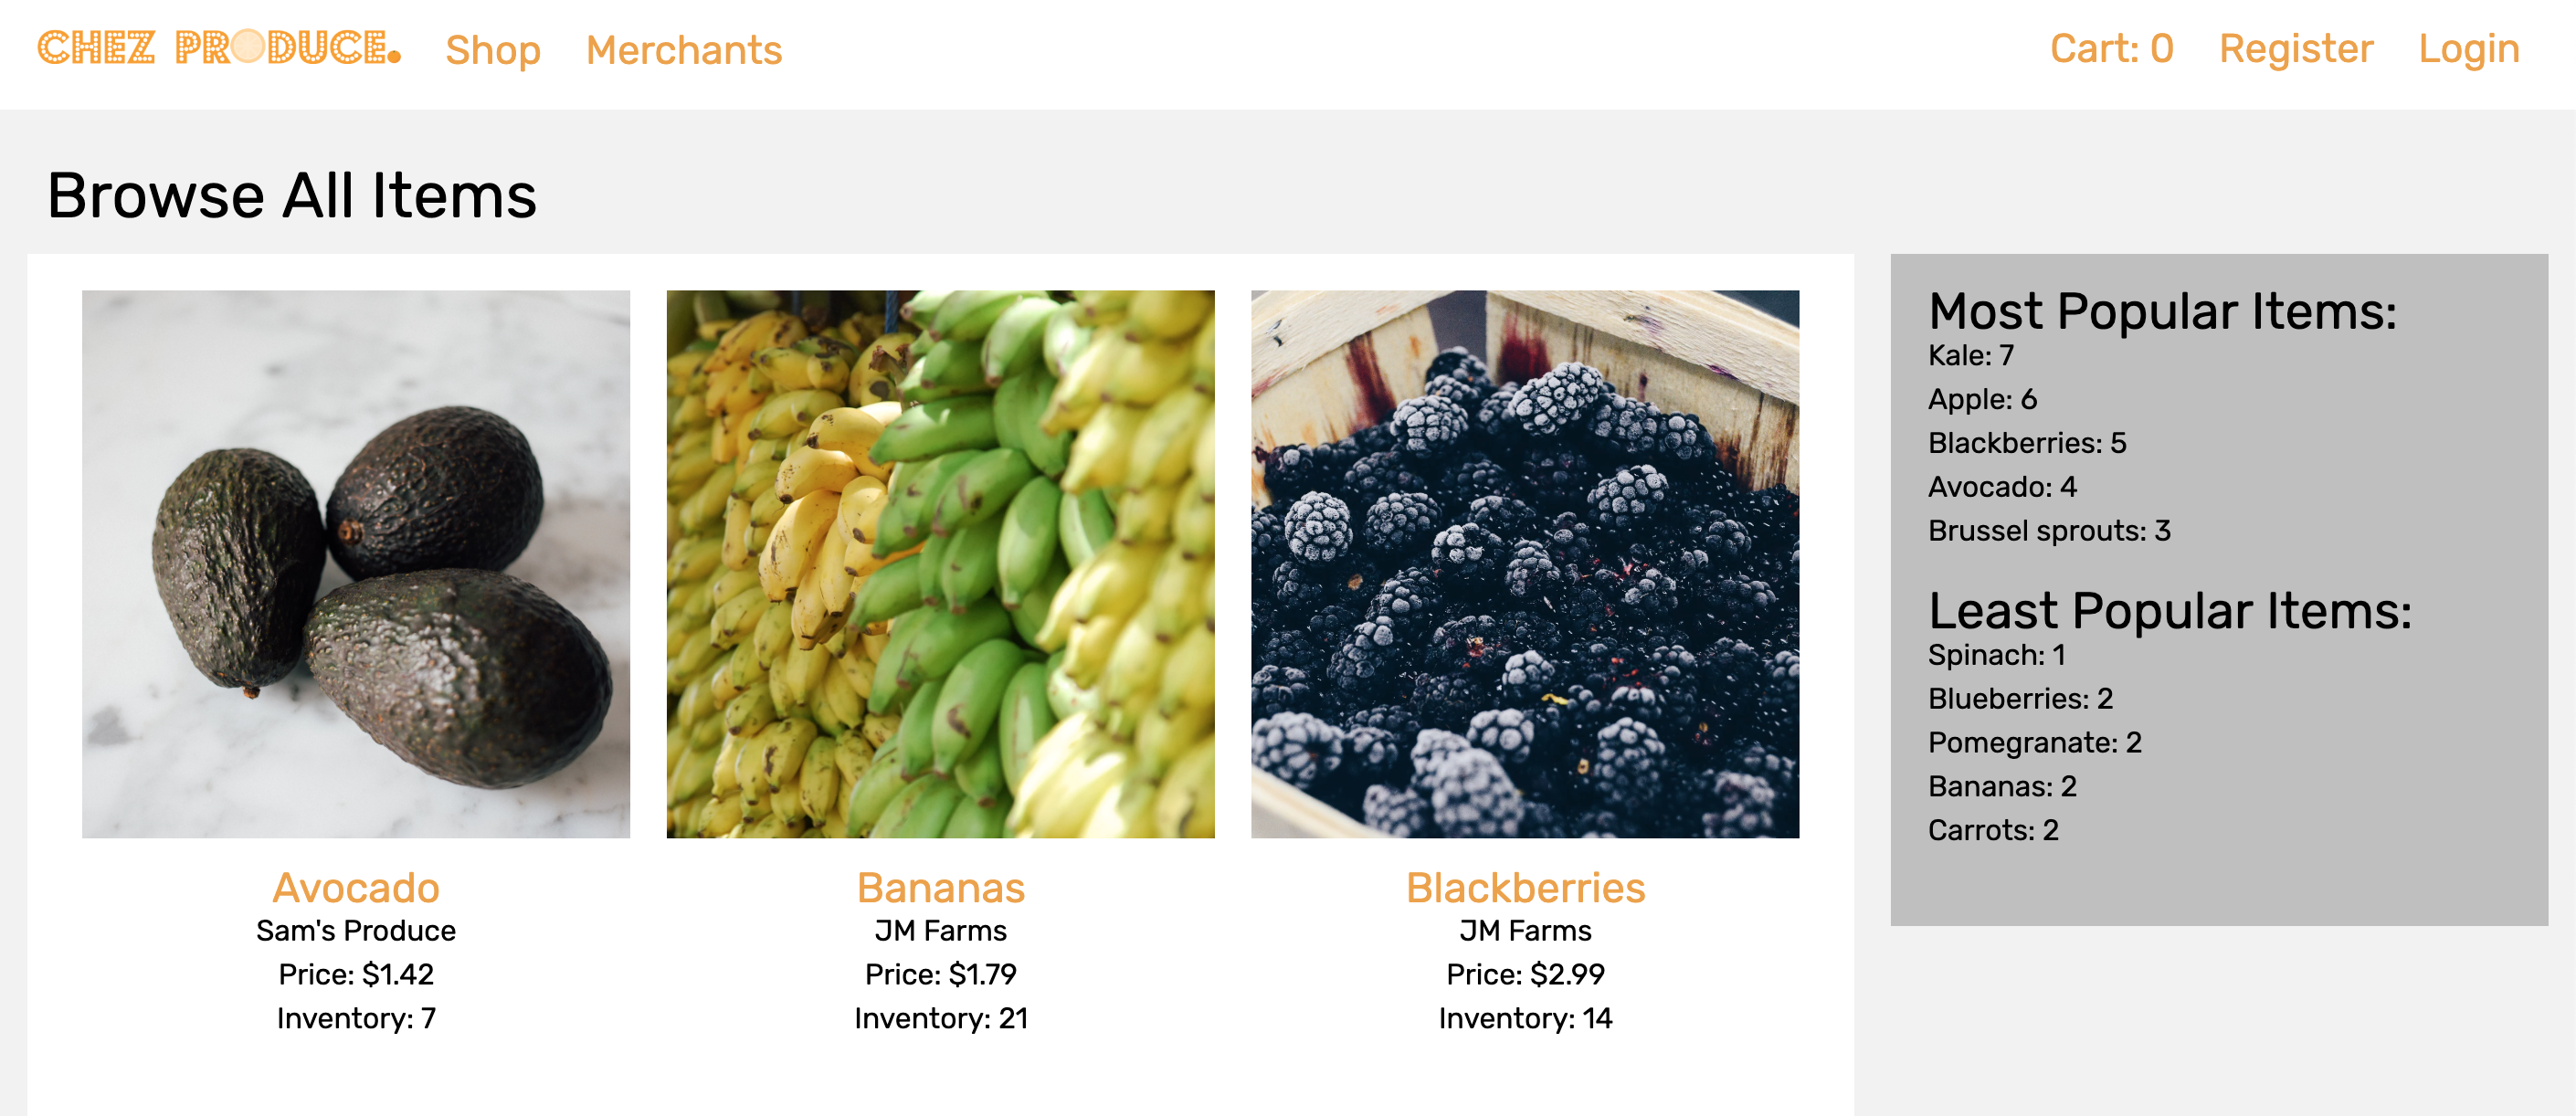 CHEZ PRODUCE. Shop Merchants Cart: 0 Register Login
Browse All Items
Avocado
Sam's Produce
Price: $1.42
Inventory: 7
Bananas
JM Farms
Price: $1.79
Inventory: 21
Blackberries
JM Farms
Price: $2.99
Inventory: 14
Most Popular Items:
Kale: 7
Apple: 6
Blackberries: 5
Avocado: 4
Brussel sprouts: 3
Least Popular Items:
Spinach: 1
Blueberries: 2
Pomegranate: 2
Bananas: 2
Carrots: 2